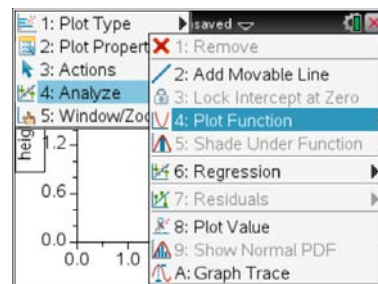 1: Plot Type
2: Plot Propert
3: Actions
4: Analyze
5: Window/Zoo
saved
1: Remove
2: Add Movable Line
3: Lock Intercept at Zero
4: Plot Function
5: Shade Under Function
6: Regression
7: Residuals
8: Plot Value
9: Show Normal PDF
A: Graph Trace
heig
1.2
0.6
0.0
0.0 1.0